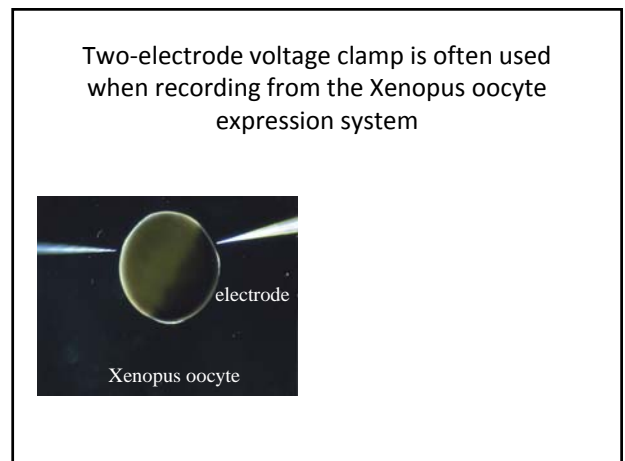 Two-electrode voltage clamp is often used
when recording from the Xenopus oocyte
expression system
electrode
Xenopus oocyte